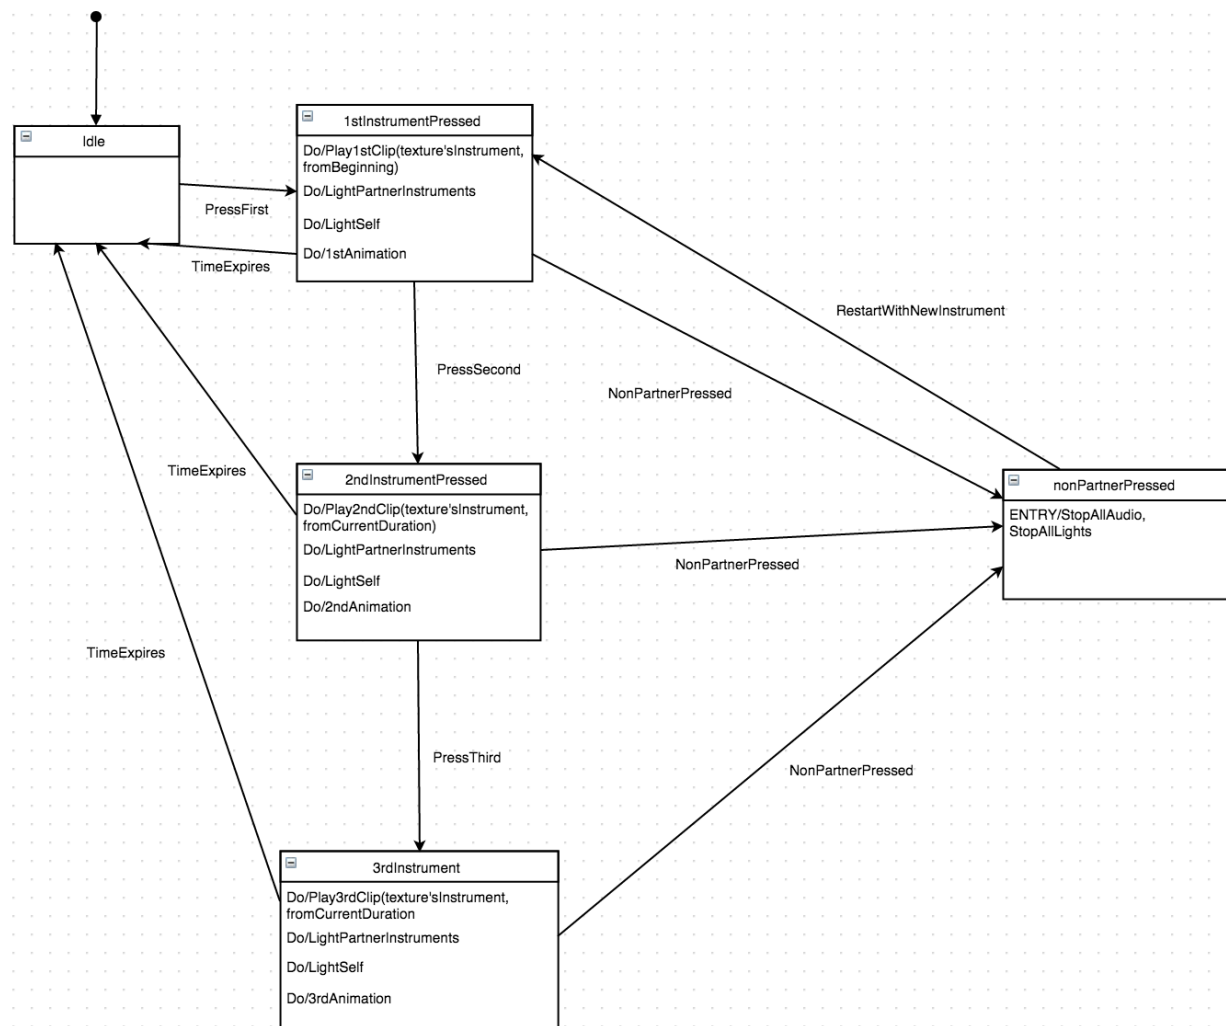 Idle
1stInstrumentPressed
Do/Play1stClip(texture'sInstrument,
fromBeginning)
Do/LightPartnerInstruments
Do/LightSelf
Do/1stAnimation
PressFirst
TimeExpires
RestartWithNewInstrument
PressSecond
NonPartnerPressed
2ndInstrumentPressed
Do/Play2ndClip(texture'sInstrument,
fromCurrentDuration)
Do/LightPartnerInstruments
Do/LightSelf
Do/2ndAnimation
TimeExpires
nonPartnerPressed
ENTRY/StopAllAudio,
StopAllLights
NonPartnerPressed
TimeExpires
PressThird
NonPartnerPressed
3rdInstrument
Do/Play3rdClip(texture'sInstrument,
fromCurrentDuration
Do/LightPartnerInstruments
Do/LightSelf
Do/3rdAnimation